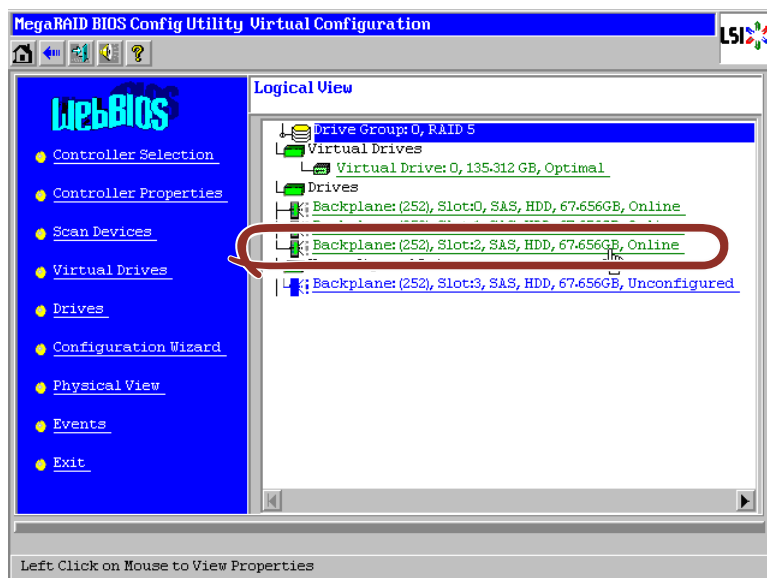 MegaRAID BIOS Config Utility Virtual Configuration
LSI
WebBIOS
Controller Selection
Controller Properties
Scan Devices
Virtual Drives
Drives
Configuration Wizard
Physical View
Events
Exit
Logical View
Drive Group: 0, RAID 5
Virtual Drives
Virtual Drive: 0, 135.312 GB, Optimal
Drives
Backplane: (252), Slot:0, SAS, HDD, 67.656GB, Online
Backplane: (252), Slot:2, SAS, HDD, 67.656GB, Online
Backplane: (252), Slot:3, SAS, HDD, 67.656GB, Unconfigured
Left Click on Mouse to View Properties